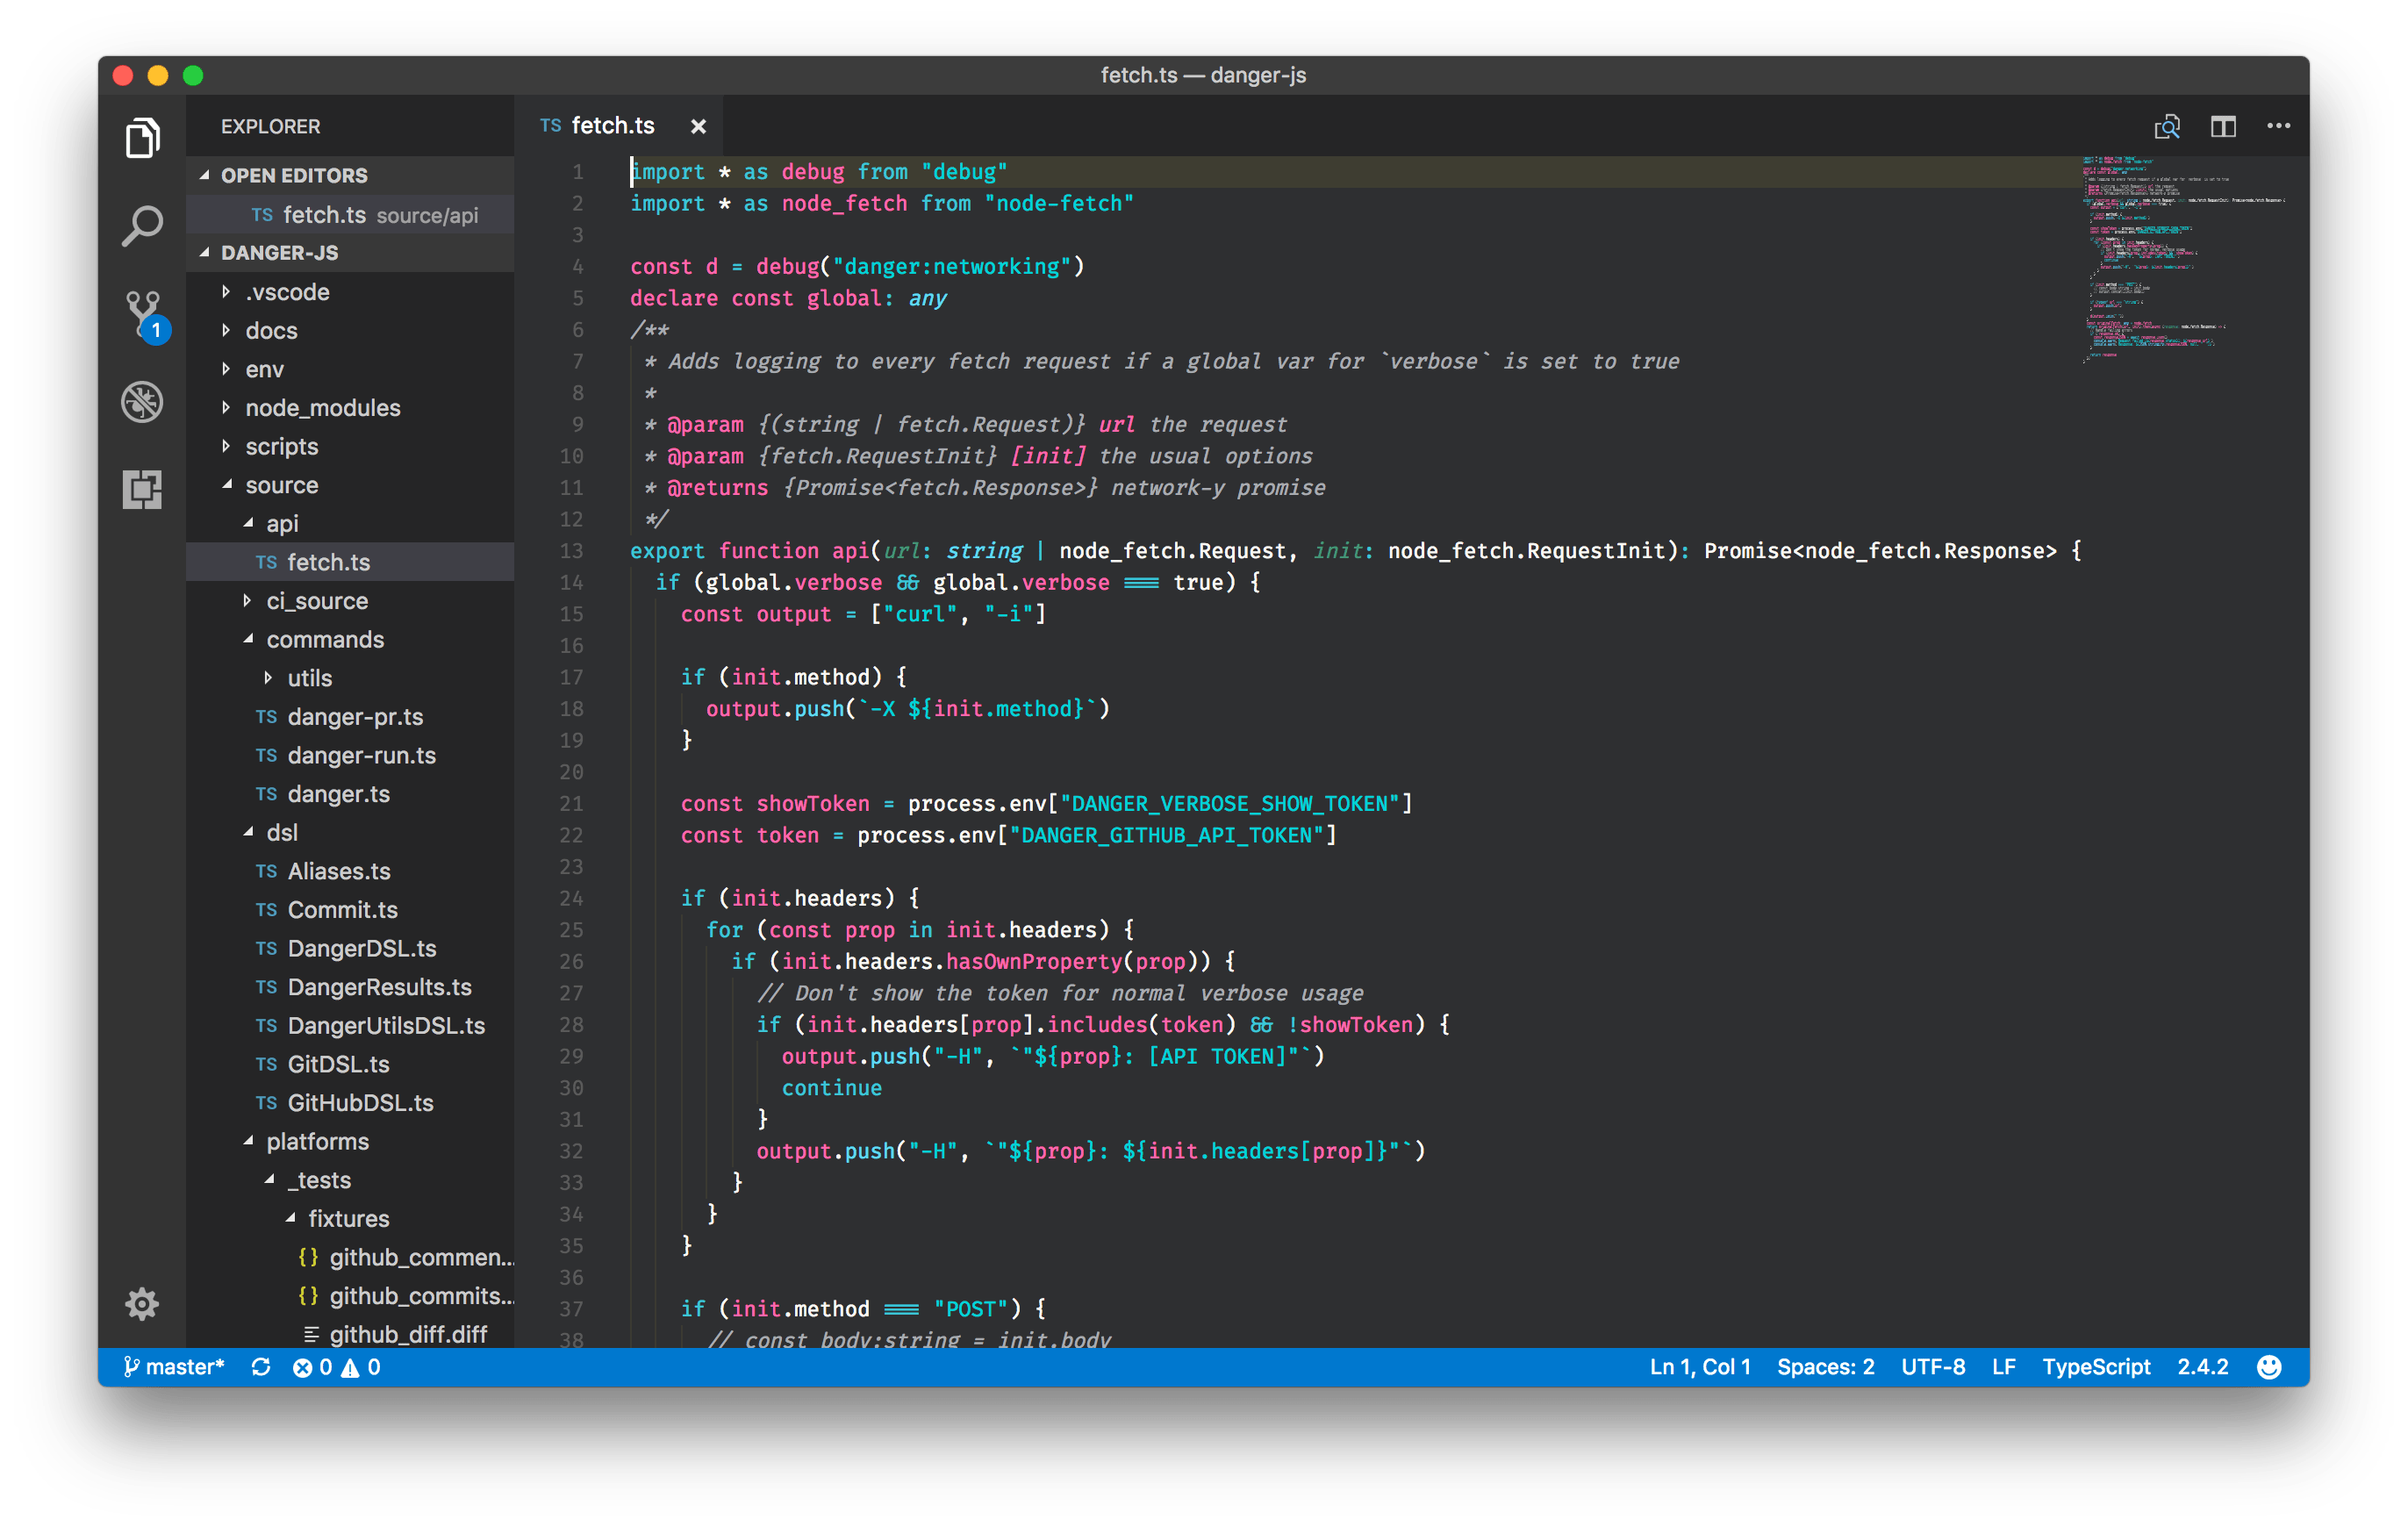 fetch.ts — danger-js
EXPLORER
OPEN EDITORS
TS fetch.ts source/api
DANGER-JS
.vscode
docs
env
node_modules
scripts
source
api
TS fetch.ts
ci_source
commands
utils
TS danger-pr.ts
TS danger-run.ts
TS danger.ts
dsl
TS Aliases.ts
TS Commit.ts
TS DangerDSL.ts
TS DangerResults.ts
TS DangerUtilsDSL.ts
TS GitDSL.ts
TS GitHubDSL.ts
platforms
_tests
fixtures
{} github_commen...
{} github_commits...
github_diff.diff
1
TS fetch.ts ×
1 import * as debug from "debug"
2 import * as node_fetch from "node-fetch"
3
4 const d = debug("danger:networking")
5 declare const global: any
6 /**
7  * Adds logging to every fetch request if a global var for `verbose` is set to true
8  *
9  * @param {(string | fetch.Request)} url the request
10  * @param {fetch.RequestInit} [init] the usual options
11  * @returns {Promise<fetch.Response>} network-y promise
12  */
13 export function api(url: string | node_fetch.Request, init: node_fetch.RequestInit): Promise<node_fetch.Response> {
14   if (global.verbose && global.verbose === true) {
15     const output = ["curl", "-i"]
16
17     if (init.method) {
18       output.push(`-X ${init.method}`)
19     }
20
21     const showToken = process.env["DANGER_VERBOSE_SHOW_TOKEN"]
22     const token = process.env["DANGER_GITHUB_API_TOKEN"]
23
24     if (init.headers) {
25       for (const prop in init.headers) {
26         if (init.headers.hasOwnProperty(prop)) {
27           // Don't show the token for normal verbose usage
28           if (init.headers[prop].includes(token) && !showToken) {
29             output.push("-H", `"${prop}: [API TOKEN]"`)
30             continue
31           }
32           output.push("-H", `"${prop}: ${init.headers[prop]}"`)
33         }
34       }
35     }
36
37     if (init.method === "POST") {
38       // const body:string = init.body
master* 0 0
Ln 1, Col 1 Spaces: 2 UTF-8 LF TypeScript 2.4.2